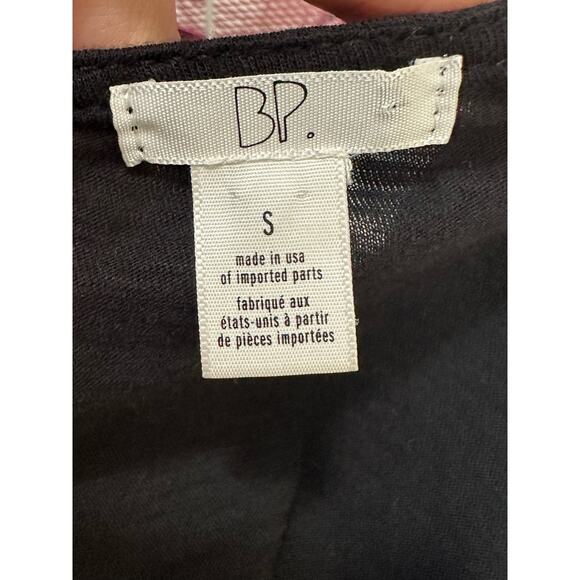 BP.
S
made in usa
of imported parts
fabriqué aux
états-unis à partir
de pièces importées